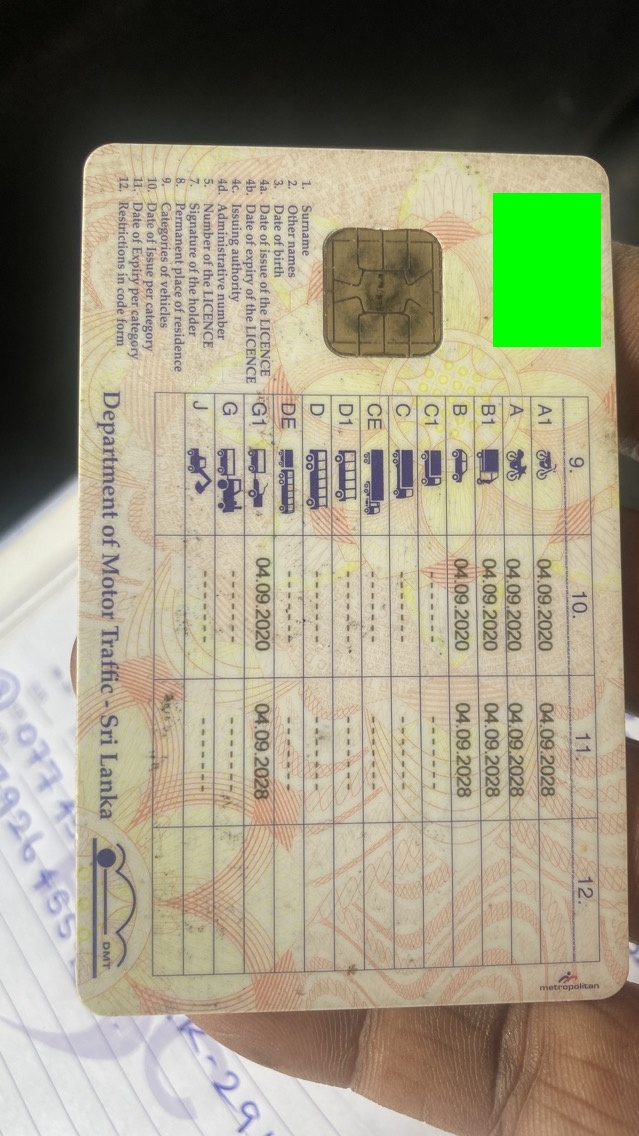 1. Surname
2. Other names
3. Date of birth
4a. Date of issue of the LICENCE
4b. Date of expiry of the LICENCE
4c. Issuing authority
4d. Administrative number
5. Number of the LICENCE
7. Signature of the holder
8. Permanent place of residence
9. Categories of vehicles
10. Date of Issue per category
11. Date of Expiry per category
12. Restrictions in code form
9. 10. 11. 12.
A1 04.09.2020 04.09.2028
A 04.09.2020 04.09.2028
B1 04.09.2020 04.09.2028
B 04.09.2020 04.09.2028
C1 ------ ------
C ------ ------
CE ------ ------
D1 ------ ------
D ------ ------
DE ------ ------
G1 04.09.2020 04.09.2028
G ------ ------
J ------ ------
metropolitan
Department of Motor Traffic - Sri Lanka
DMT